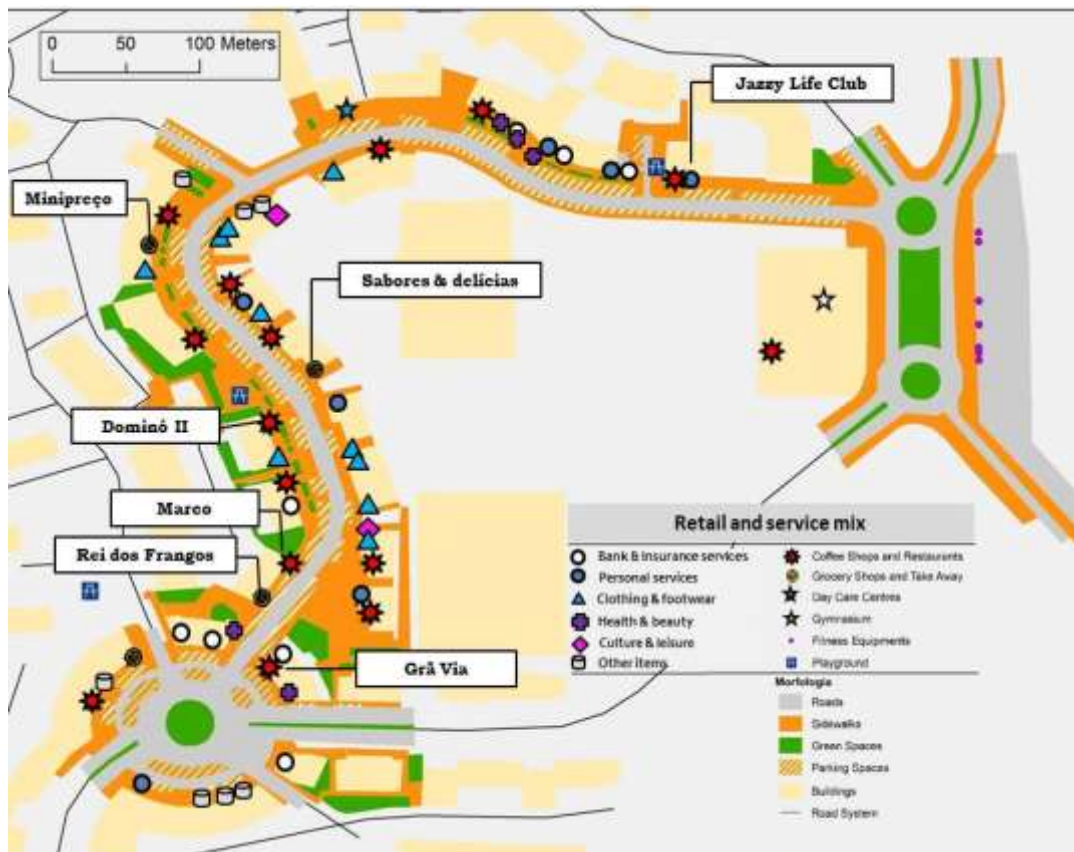 0 50 100 Meters
Jazzy Life Club
Minipreço
Sabores & delícias
Dominó II
Marco
Rei dos Frangos
Grã Via
Retail and service mix
Bank & insurance services
Personal services
Clothing & footwear
Health & beauty
Culture & leisure
Other items
Coffee Shops and Restaurants
Grocery Shops and Take Away
Day Care Centres
Gymnasium
Fitness Equipments
Playground
Morfologia
Roads
Sidewalks
Green Spaces
Parking Spaces
Buildings
Road System